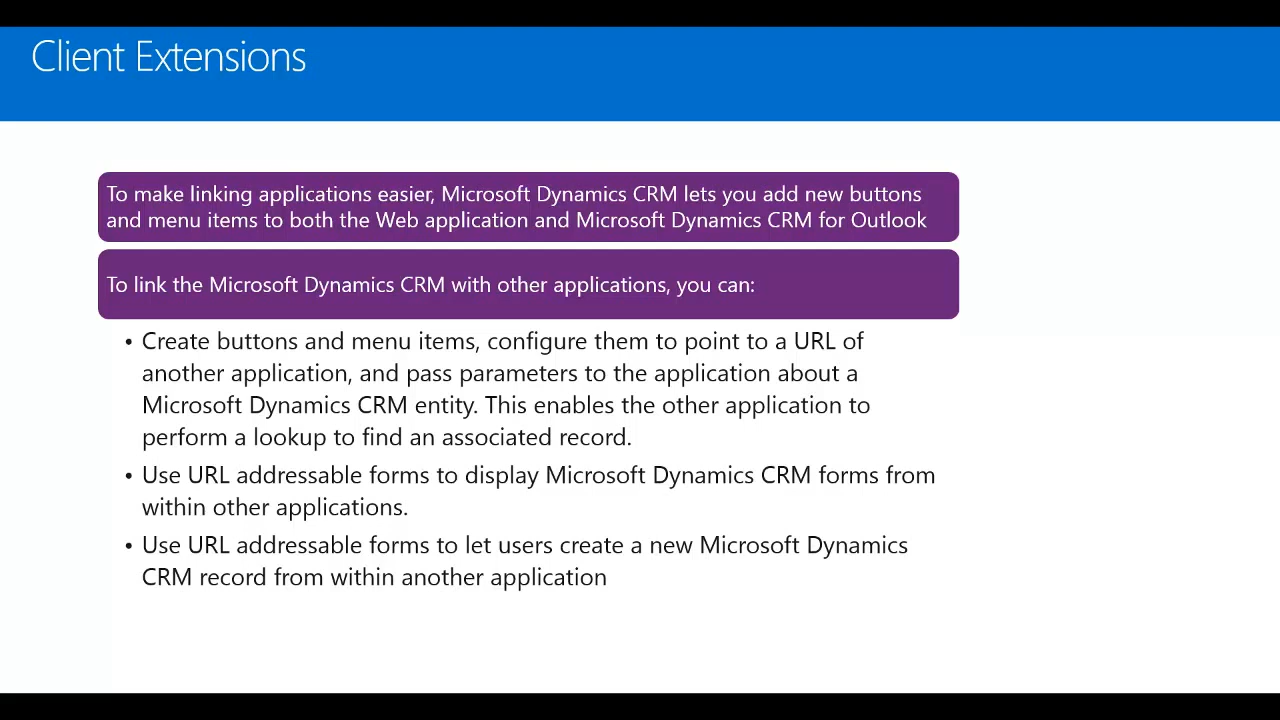 Client Extensions
To make linking applications easier, Microsoft Dynamics CRM lets you add new buttons
and menu items to both the Web application and Microsoft Dynamics CRM for Outlook
To link the Microsoft Dynamics CRM with other applications, you can:
• Create buttons and menu items, configure them to point to a URL of
another application, and pass parameters to the application about a
Microsoft Dynamics CRM entity. This enables the other application to
perform a lookup to find an associated record.
• Use URL addressable forms to display Microsoft Dynamics CRM forms from
within other applications.
• Use URL addressable forms to let users create a new Microsoft Dynamics
CRM record from within another application